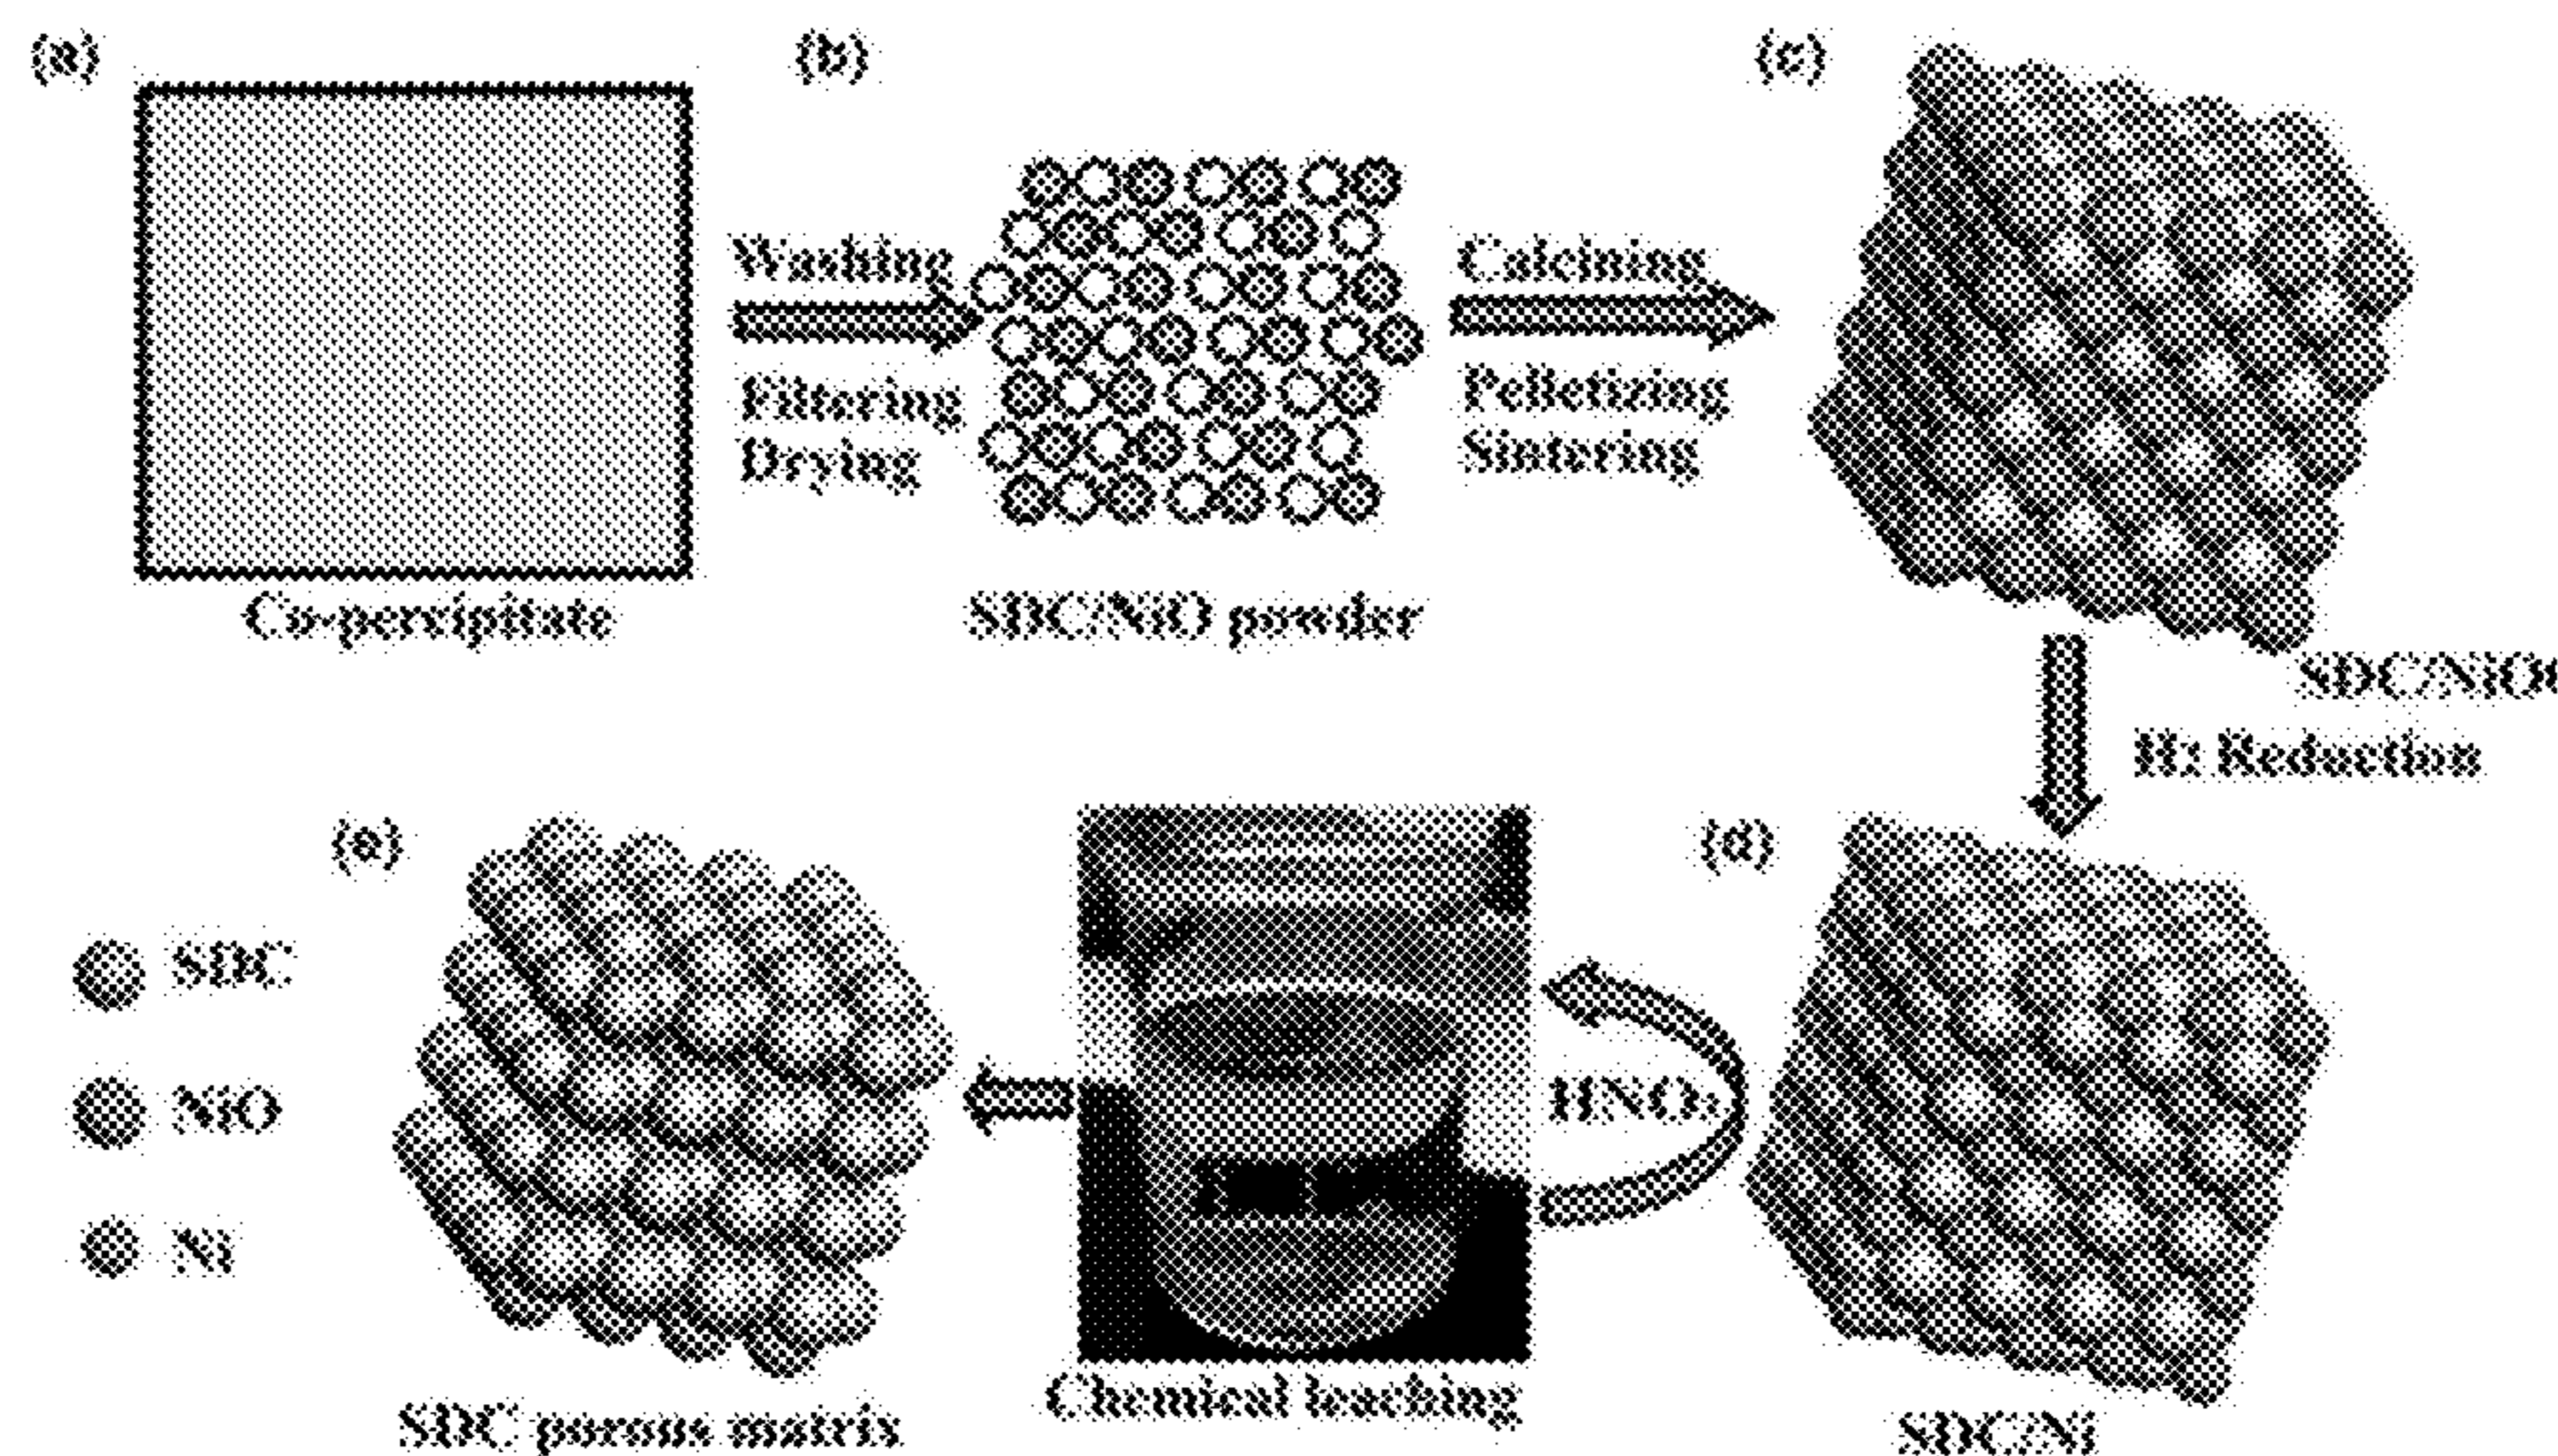 (a)
Co-percipitate
Washing
Filtering
Drying
(b)
SDC/NiO powder
Calcining
Pelletizing
Sintering
(c)
SDC/NiO
H2 Reduction
(d)
SDC/Ni
HNO3
Chemical leaching
(e)
SDC porous matrix
SDC
NiO
Ni